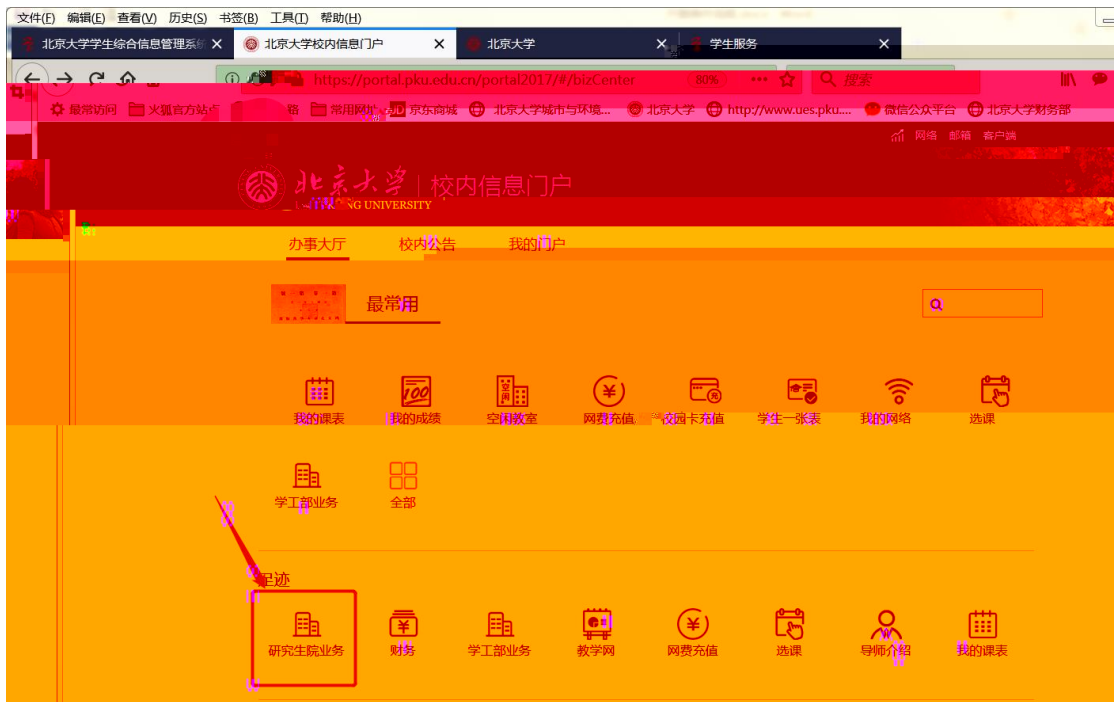 文件(F) 编辑(E) 查看(V) 历史(S) 书签(B) 工具(T) 帮助(H)
北京大学学生综合信息管理系统 北京大学校内信息门户 北京大学 学生服务
https://portal.pku.edu.cn/portal2017/#/bizCenter 80% 搜索
最常访问 火狐官方站点 常用网址 JD 京东商城 北京大学城市与环境... 北京大学 http://www.ues.pku.... 微信公众平台 北京大学财务部
网络 邮箱 客户端
北京大学 校内信息门户
UNIVERSITY
办事大厅 校内公告 我的门户
最常用
100 空闲
我的课表 我的成绩 空闲教室 网费充值 校园卡充值 学生一张表 我的网络 选课
学工部业务 全部
足迹
研究生院业务 财务 学工部业务 教学网 网费充值 选课 导师介绍 我的课表